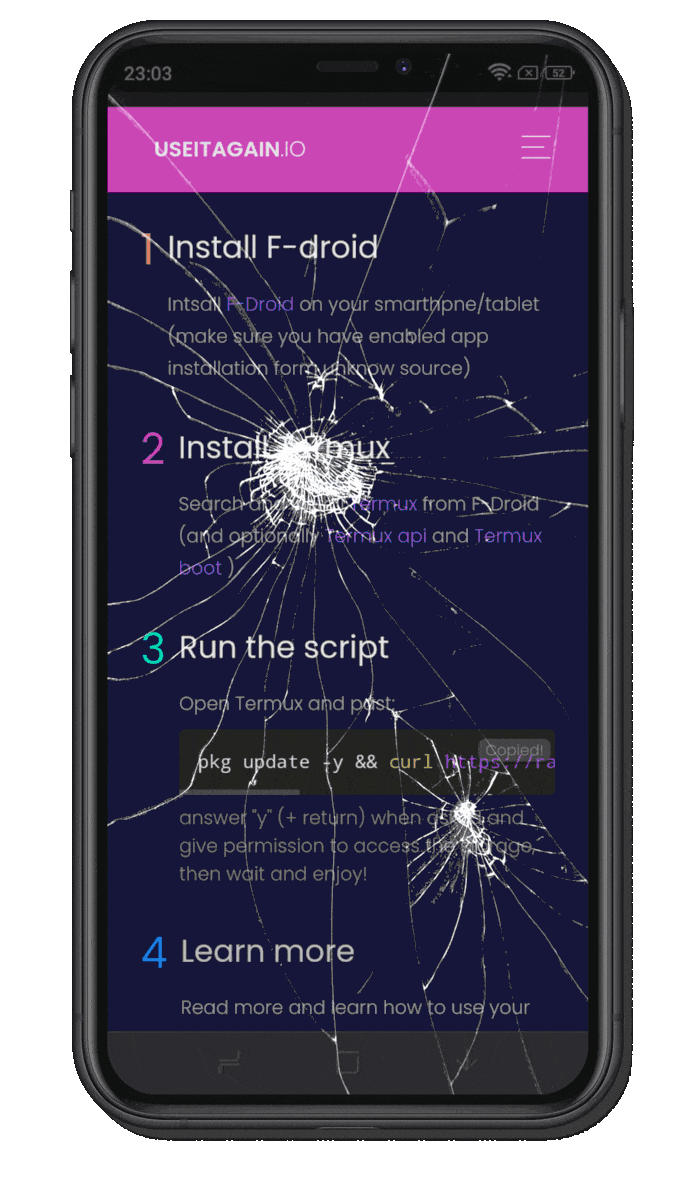 23:03
52
USEITAGAIN.IO
1 Install F-droid
Intsall F-Droid on your smarthpne/tablet
(make sure you have enabled app
installation form unknow source)
2 Install Termux
Search and Termux from F-Droid
(and optionally Termux api and Termux
boot )
3 Run the script
Open Termux and past:
Copied!
pkg update -y && curl https://ra
answer "y" (+ return) when asked and
give permission to access the storage,
then wait and enjoy!
4 Learn more
Read more and learn how to use your